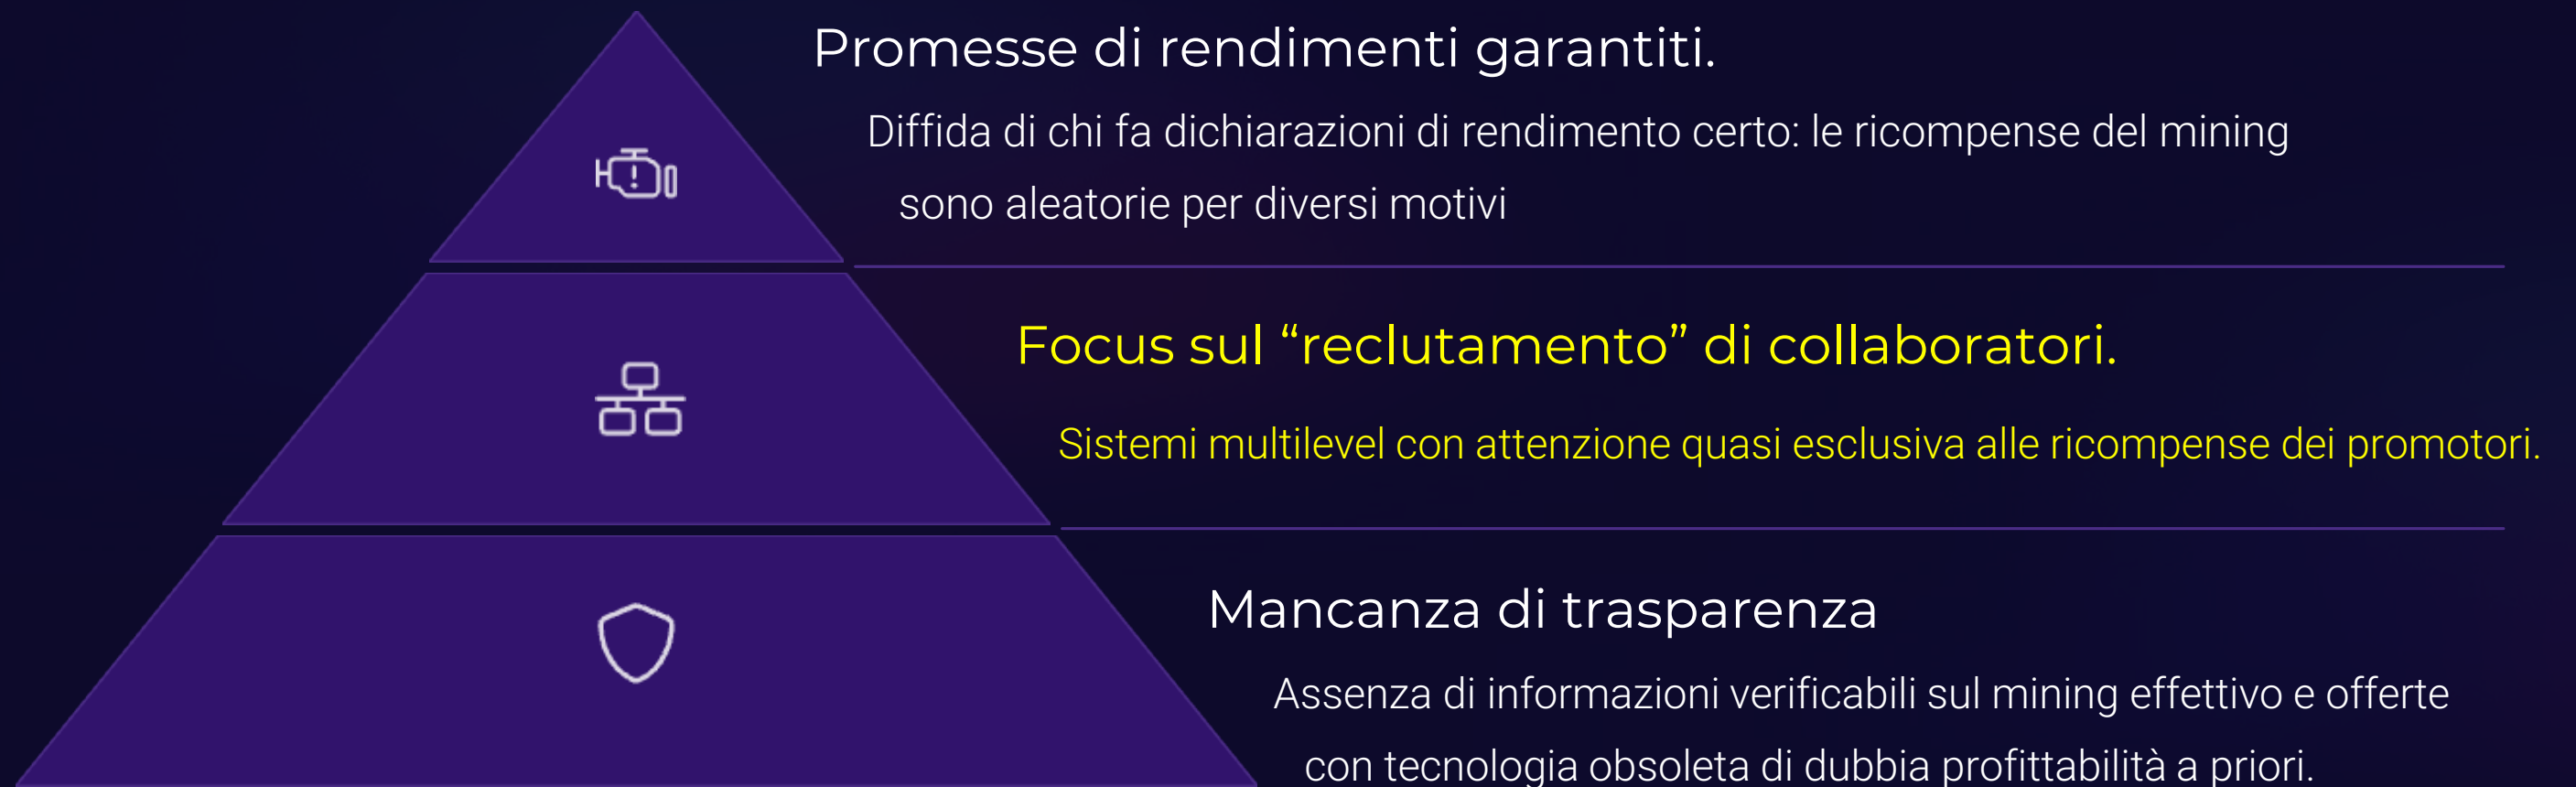 Promesse di rendimenti garantiti.
Diffida di chi fa dichiarazioni di rendimento certo: le ricompense del mining
sono aleatorie per diversi motivi
Focus sul “reclutamento” di collaboratori.
Sistemi multilevel con attenzione quasi esclusiva alle ricompense dei promotori.
Mancanza di trasparenza
Assenza di informazioni verificabili sul mining effettivo e offerte
con tecnologia obsoleta di dubbia profittabilità a priori.